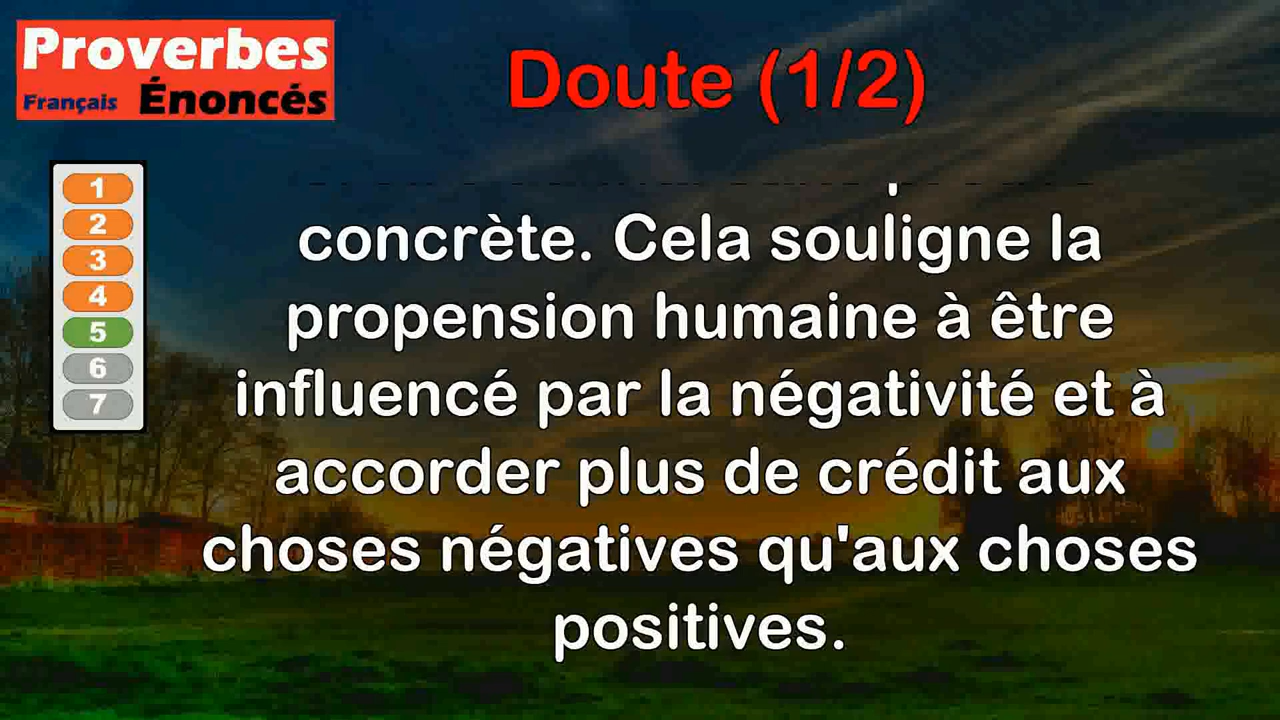 Proverbes
Français Énoncés
Doute (1/2)
1
2
3
4
5
6
7
concrète. Cela souligne la
propension humaine à être
influencé par la négativité et à
accorder plus de crédit aux
choses négatives qu'aux choses
positives.